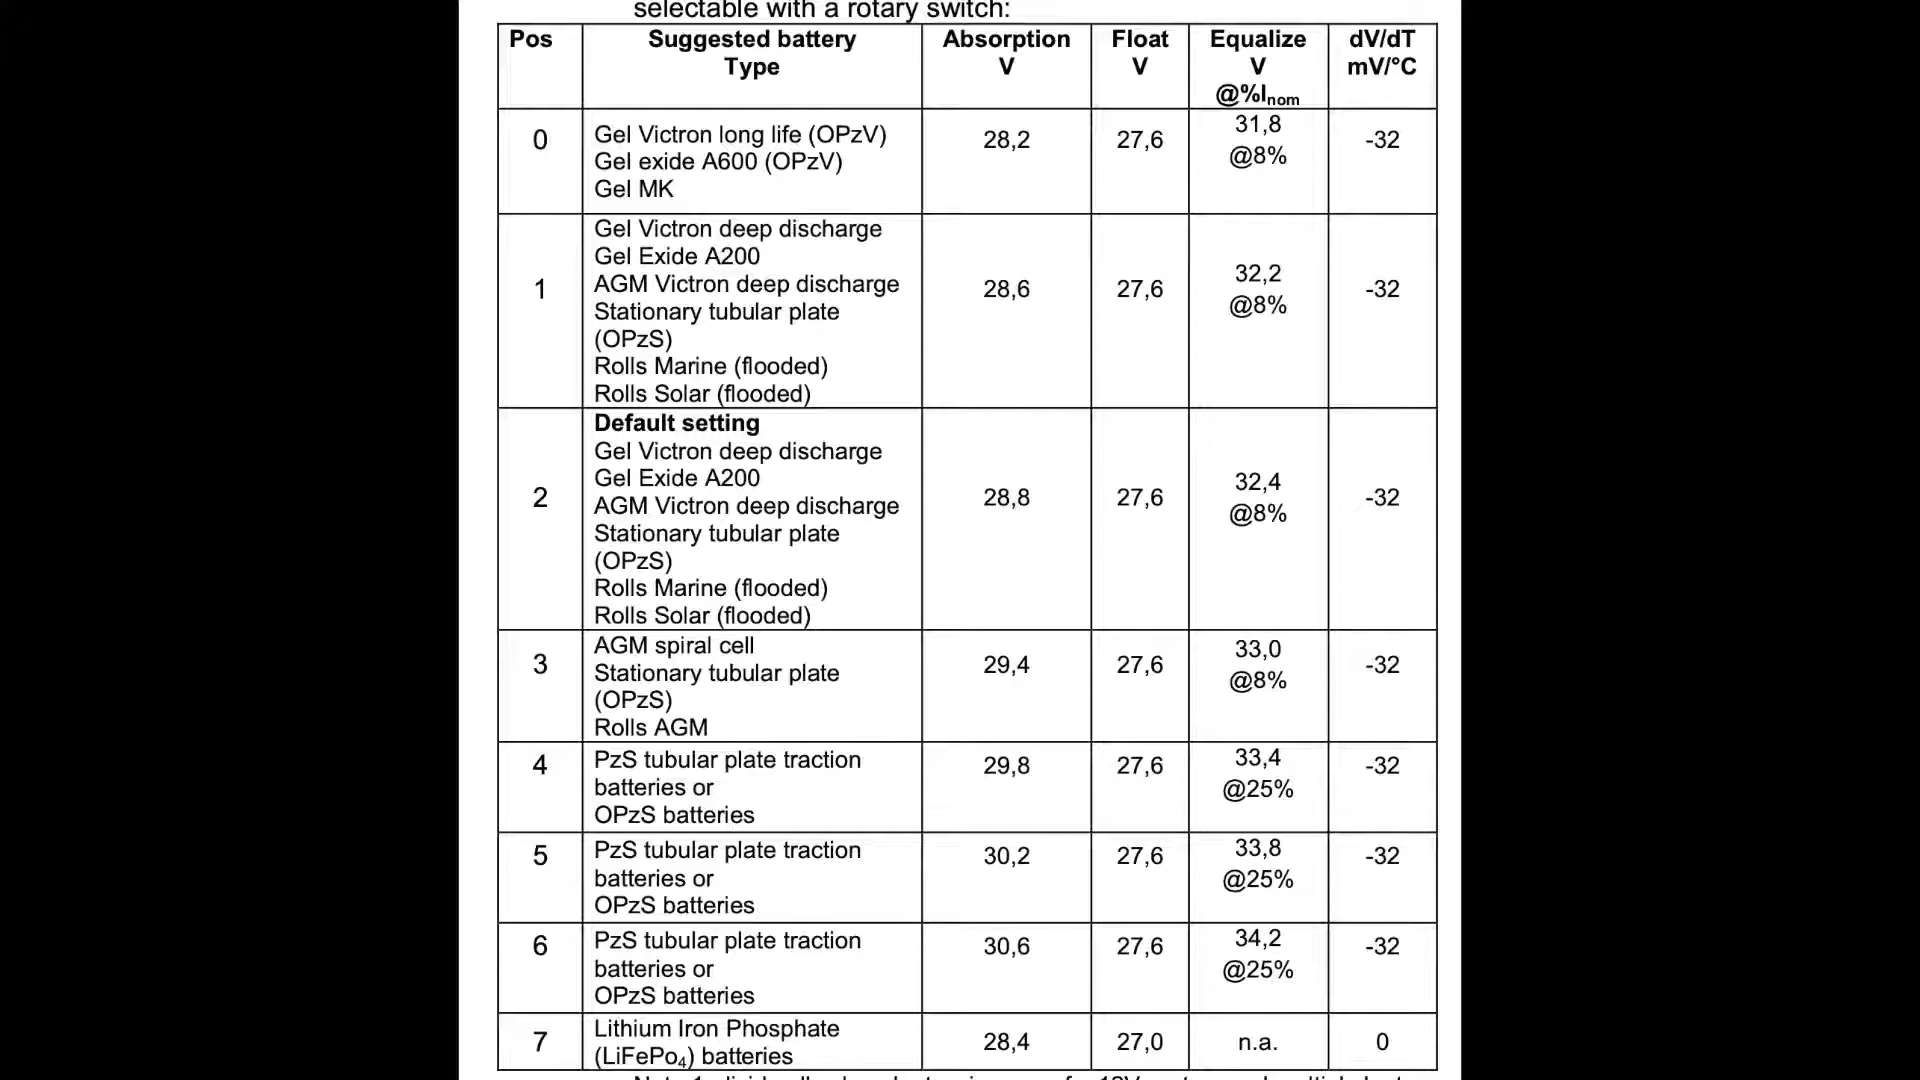 selectable with a rotary switch:
Pos Suggested battery Absorption Float Equalize dV/dT
Type V V V mV/°C
@%Inom
0 Gel Victron long life (OPzV) 28,2 27,6 31,8 -32
Gel exide A600 (OPzV) @8%
Gel MK
Gel Victron deep discharge
Gel Exide A200
1 AGM Victron deep discharge 28,6 27,6 32,2 -32
Stationary tubular plate @8%
(OPzS)
Rolls Marine (flooded)
Rolls Solar (flooded)
Default setting
Gel Victron deep discharge
Gel Exide A200
2 AGM Victron deep discharge 28,8 27,6 32,4 -32
Stationary tubular plate @8%
(OPzS)
Rolls Marine (flooded)
Rolls Solar (flooded)
AGM spiral cell
3 Stationary tubular plate 29,4 27,6 33,0 -32
(OPzS) @8%
Rolls AGM
4 PzS tubular plate traction 29,8 27,6 33,4 -32
batteries or @25%
OPzS batteries
5 PzS tubular plate traction 30,2 27,6 33,8 -32
batteries or @25%
OPzS batteries
6 PzS tubular plate traction 30,6 27,6 34,2 -32
batteries or @25%
OPzS batteries
7 Lithium Iron Phosphate 28,4 27,0 n.a. 0
(LiFePo4) batteries